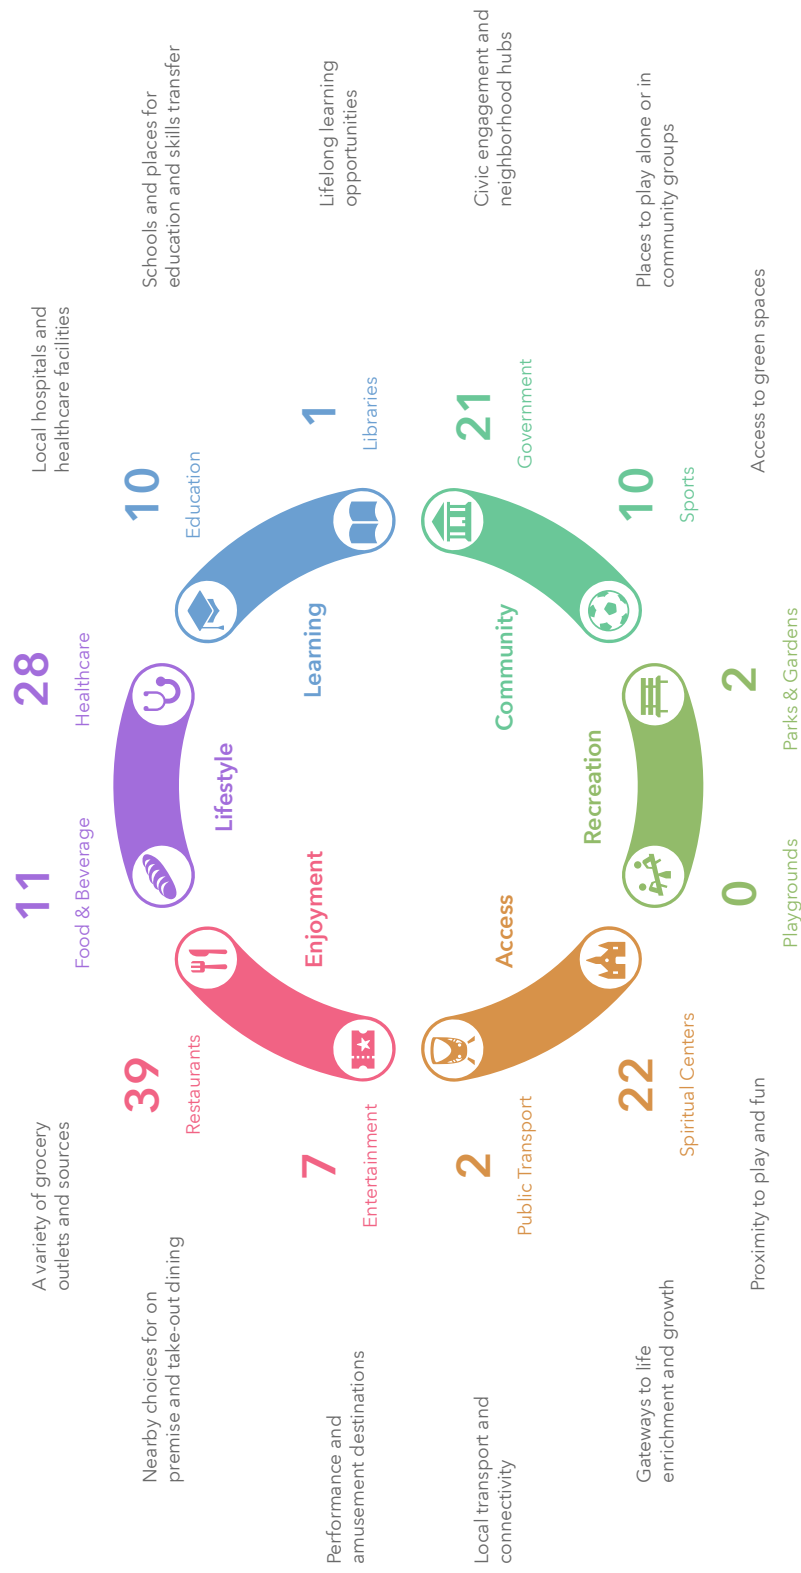 A variety of grocery
outlets and sources
11
Food & Beverage
28
Healthcare
Local hospitals and
healthcare facilities
Nearby choices for on
premise and take-out dining
39
Restaurants
Lifestyle
10
Education
Schools and places for
education and skills transfer
Performance and
amusement destinations
7
Entertainment
Enjoyment
Learning
1
Libraries
Lifelong learning
opportunities
Local transport and
connectivity
2
Public Transport
Access
Community
21
Government
Civic engagement and
neighborhood hubs
Gateways to life
enrichment and growth
22
Spiritual Centers
Recreation
10
Sports
Places to play alone or in
community groups
Proximity to play and fun
0
Playgrounds
2
Parks & Gardens
Access to green spaces